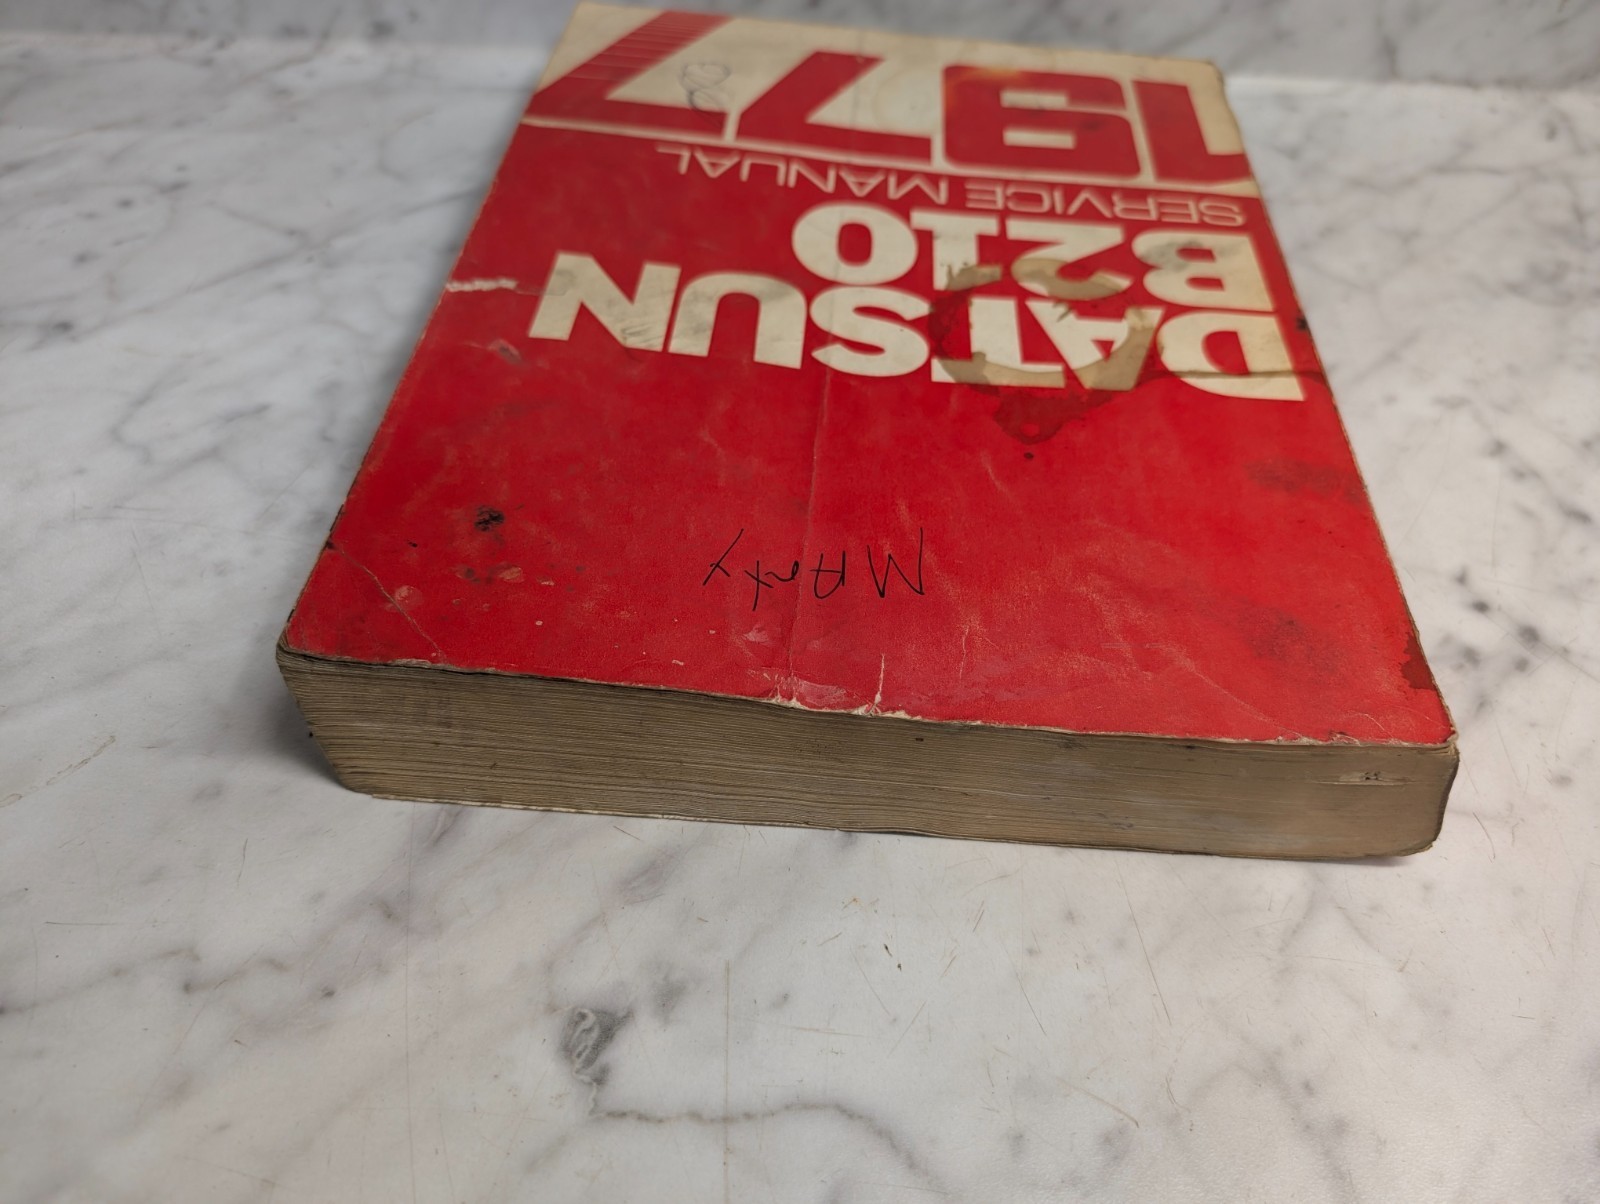 MArty
DATSUN
B210
SERVICE MANUAL
1977